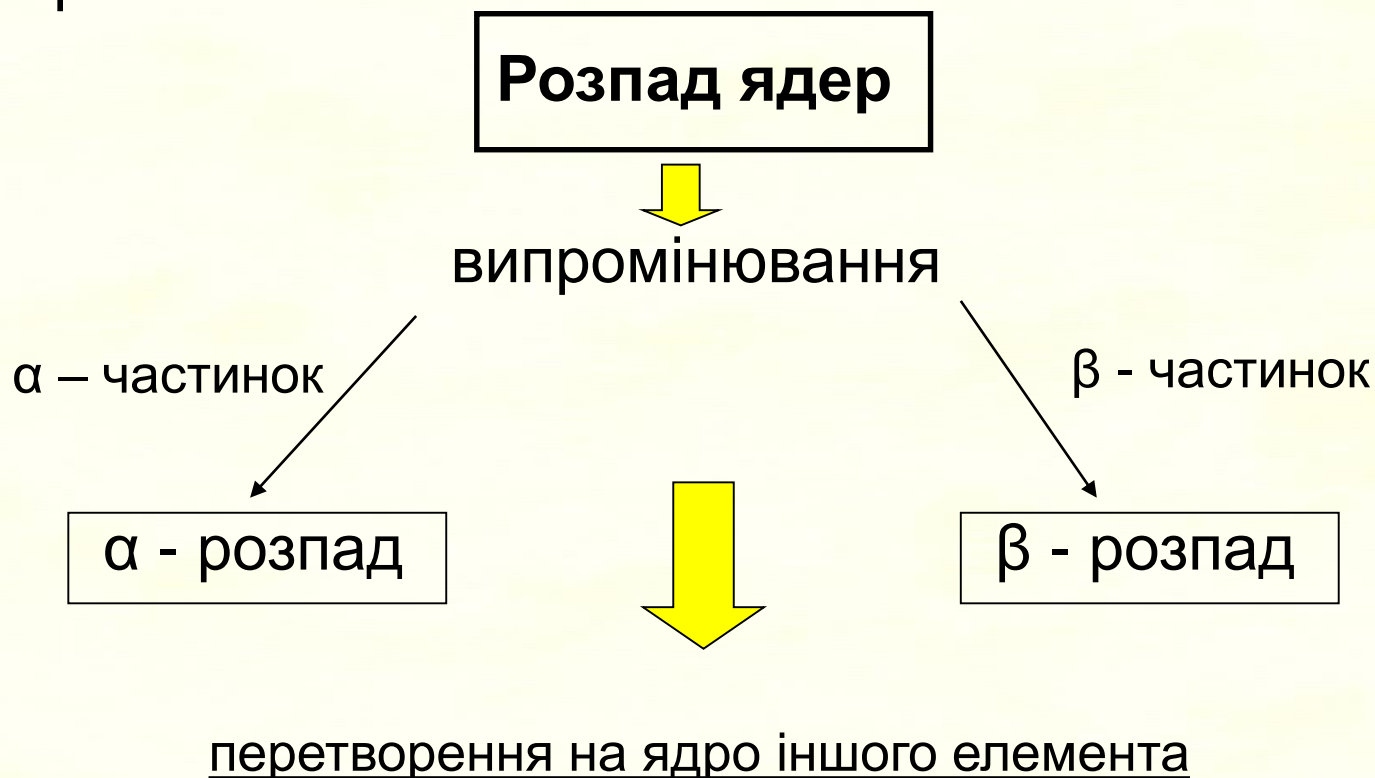 Розпад ядер
випромінювання
α – частинок
β - частинок
α - розпад
β - розпад
перетворення на ядро іншого елемента